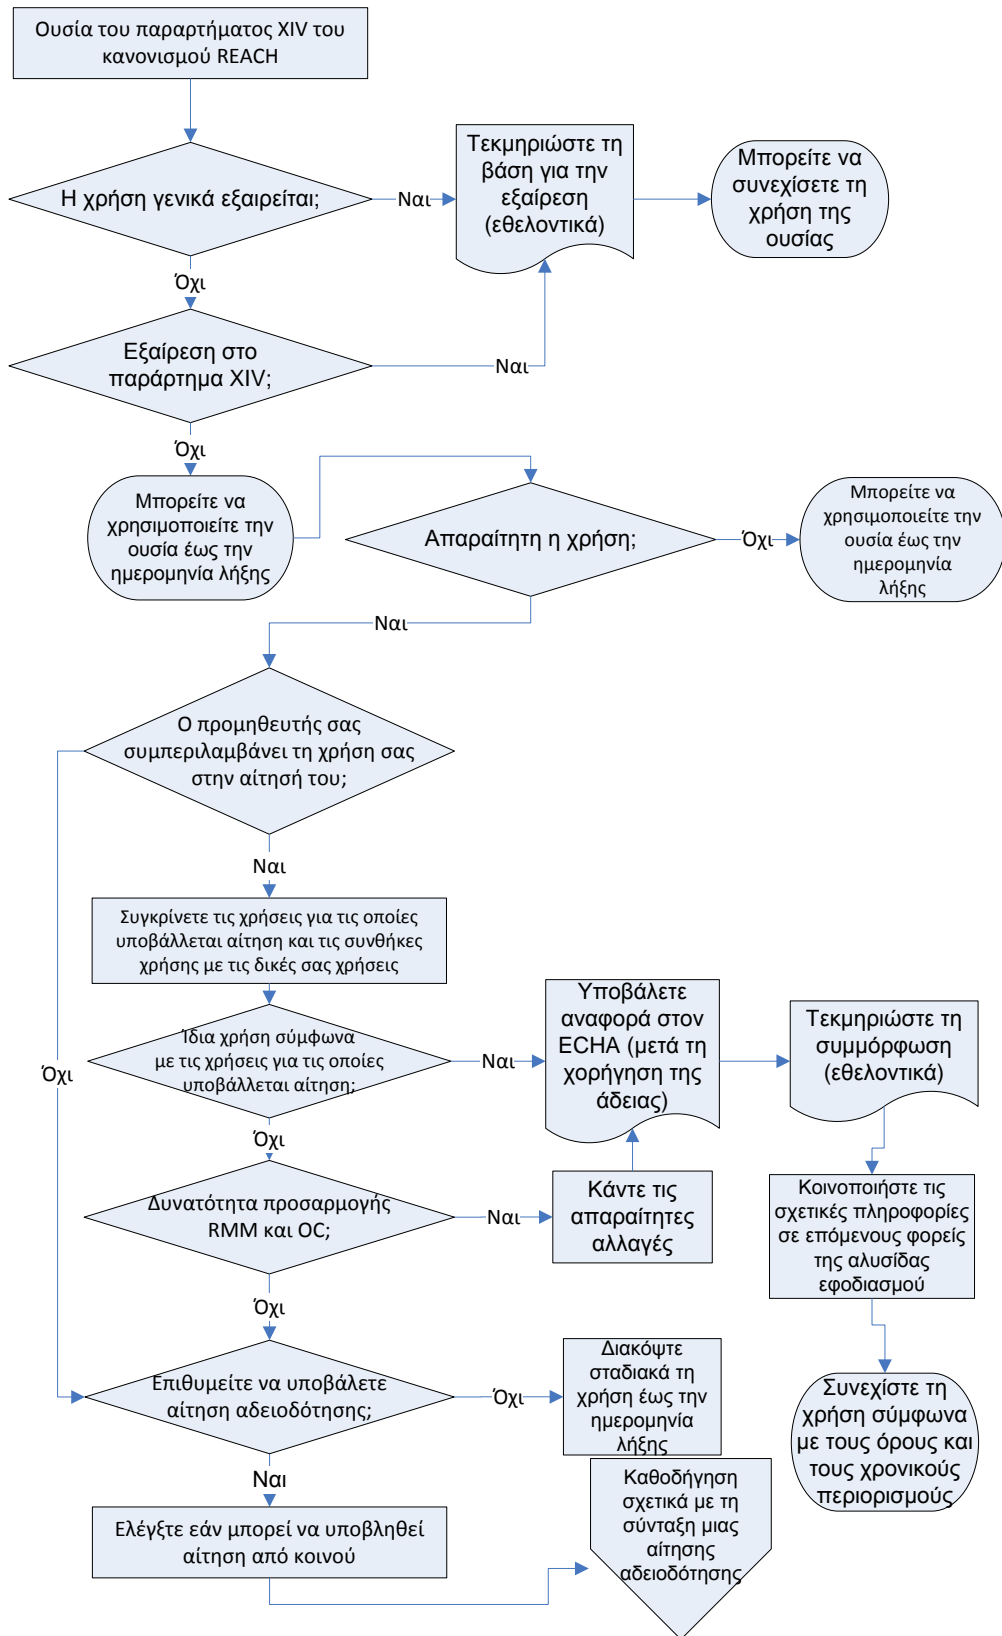 Ουσία του παραρτήματος XIV του
κανονισμού REACH
Η χρήση γενικά εξαιρείται;
Ναι
Τεκμηριώστε τη
βάση για την
εξαίρεση
(εθελοντικά)
Μπορείτε να
συνεχίσετε τη
χρήση της
ουσίας
Όχι
Εξαίρεση στο
παράρτημα XIV;
Ναι
Όχι
Μπορείτε να
χρησιμοποιείτε την
ουσία έως την
ημερομηνία λήξης
Απαραίτητη η χρήση;
Όχι
Μπορείτε να
χρησιμοποιείτε την
ουσία έως την
ημερομηνία
λήξης
Ναι
Ο προμηθευτής σας
συμπεριλαμβάνει τη χρήση σας
στην αίτησή του;
Ναι
Όχι
Συγκρίνετε τις χρήσεις για τις οποίες
υποβάλλεται αίτηση και τις συνθήκες
χρήσης με τις δικές σας χρήσεις
Ίδια χρήση σύμφωνα
με τις χρήσεις για τις οποίες
υποβάλλεται αίτηση;
Ναι
Υποβάλετε
αναφορά στον
ECHA (μετά τη
χορήγηση της
άδειας)
Τεκμηριώστε τη
συμμόρφωση
(εθελοντικά)
Όχι
Δυνατότητα προσαρμογής
RMM και OC;
Ναι
Κάντε τις
απαραίτητες
αλλαγές
Κοινοποιήστε τις
σχετικές πληροφορίες
σε επόμενους φορείς
της αλυσίδας
εφοδιασμού
Όχι
Επιθυμείτε να υποβάλετε
αίτηση αδειοδότησης;
Όχι
Διακόψτε
σταδιακά τη
χρήση έως την
ημερομηνία
λήξης
Συνεχίστε τη
χρήση σύμφωνα
με τους όρους και
τους χρονικούς
περιορισμούς
Ναι
Ελέγξτε εάν μπορεί να υποβληθεί
αίτηση από κοινού
Καθοδήγηση
σχετικά με τη
σύνταξη μιας
αίτησης
αδειοδότησης